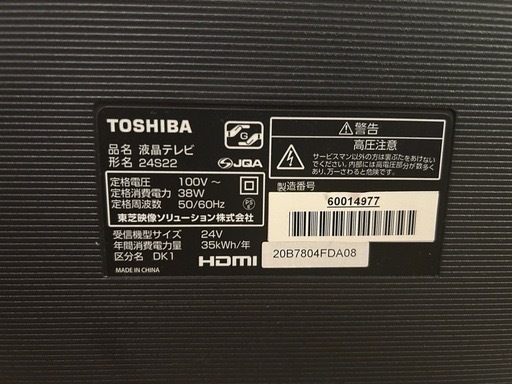 TOSHIBA
品名 液晶テレビ
形名 24S22
G
JQA
定格電圧 100V～
定格消費電力 38W
定格周波数 50/60Hz
PS
E
東芝映像ソリューション株式会社
受信機型サイズ 24V
年間消費電力量 35kWh/年
区分名 DK1
HDMI
MADE IN CHINA
警告
高圧注意
サービスマン以外の方は裏ぶたをあけない
でください。内部には高電圧部分が数多く
あり、万一さわると危険です。
製造番号
60014977
20B7804FDA08